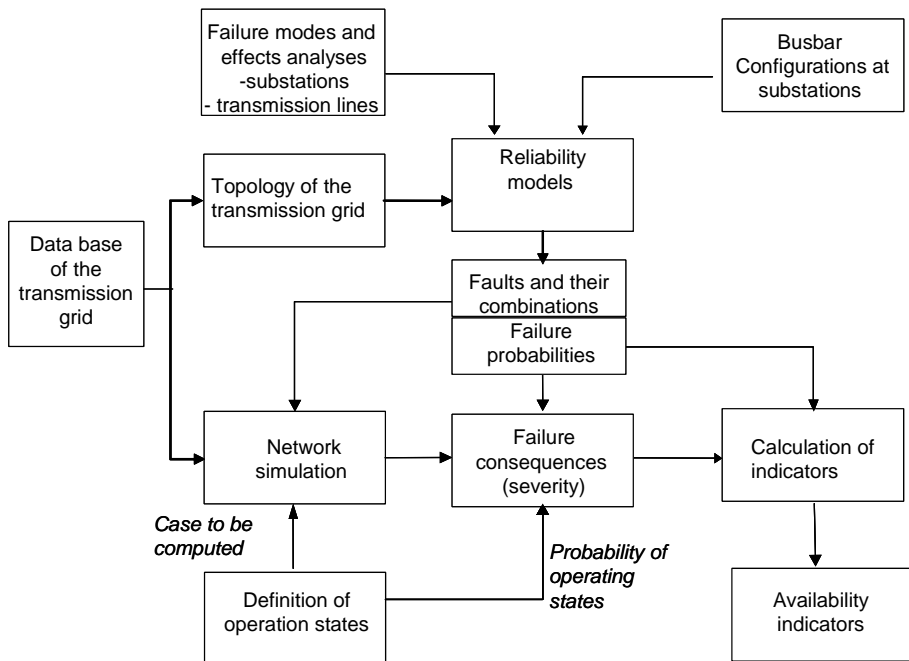 Failure modes and
effects analyses
-substations
- transmission lines
Busbar
Configurations at
substations
Reliability
models
Topology of the
transmission grid
Data base
of the
transmission
grid
Faults and their
combinations
Failure
probabilities
Network
simulation
Failure
consequences
(severity)
Calculation of
indicators
Case to be
computed
Probability of
operating
states
Definition of
operation states
Availability
indicators